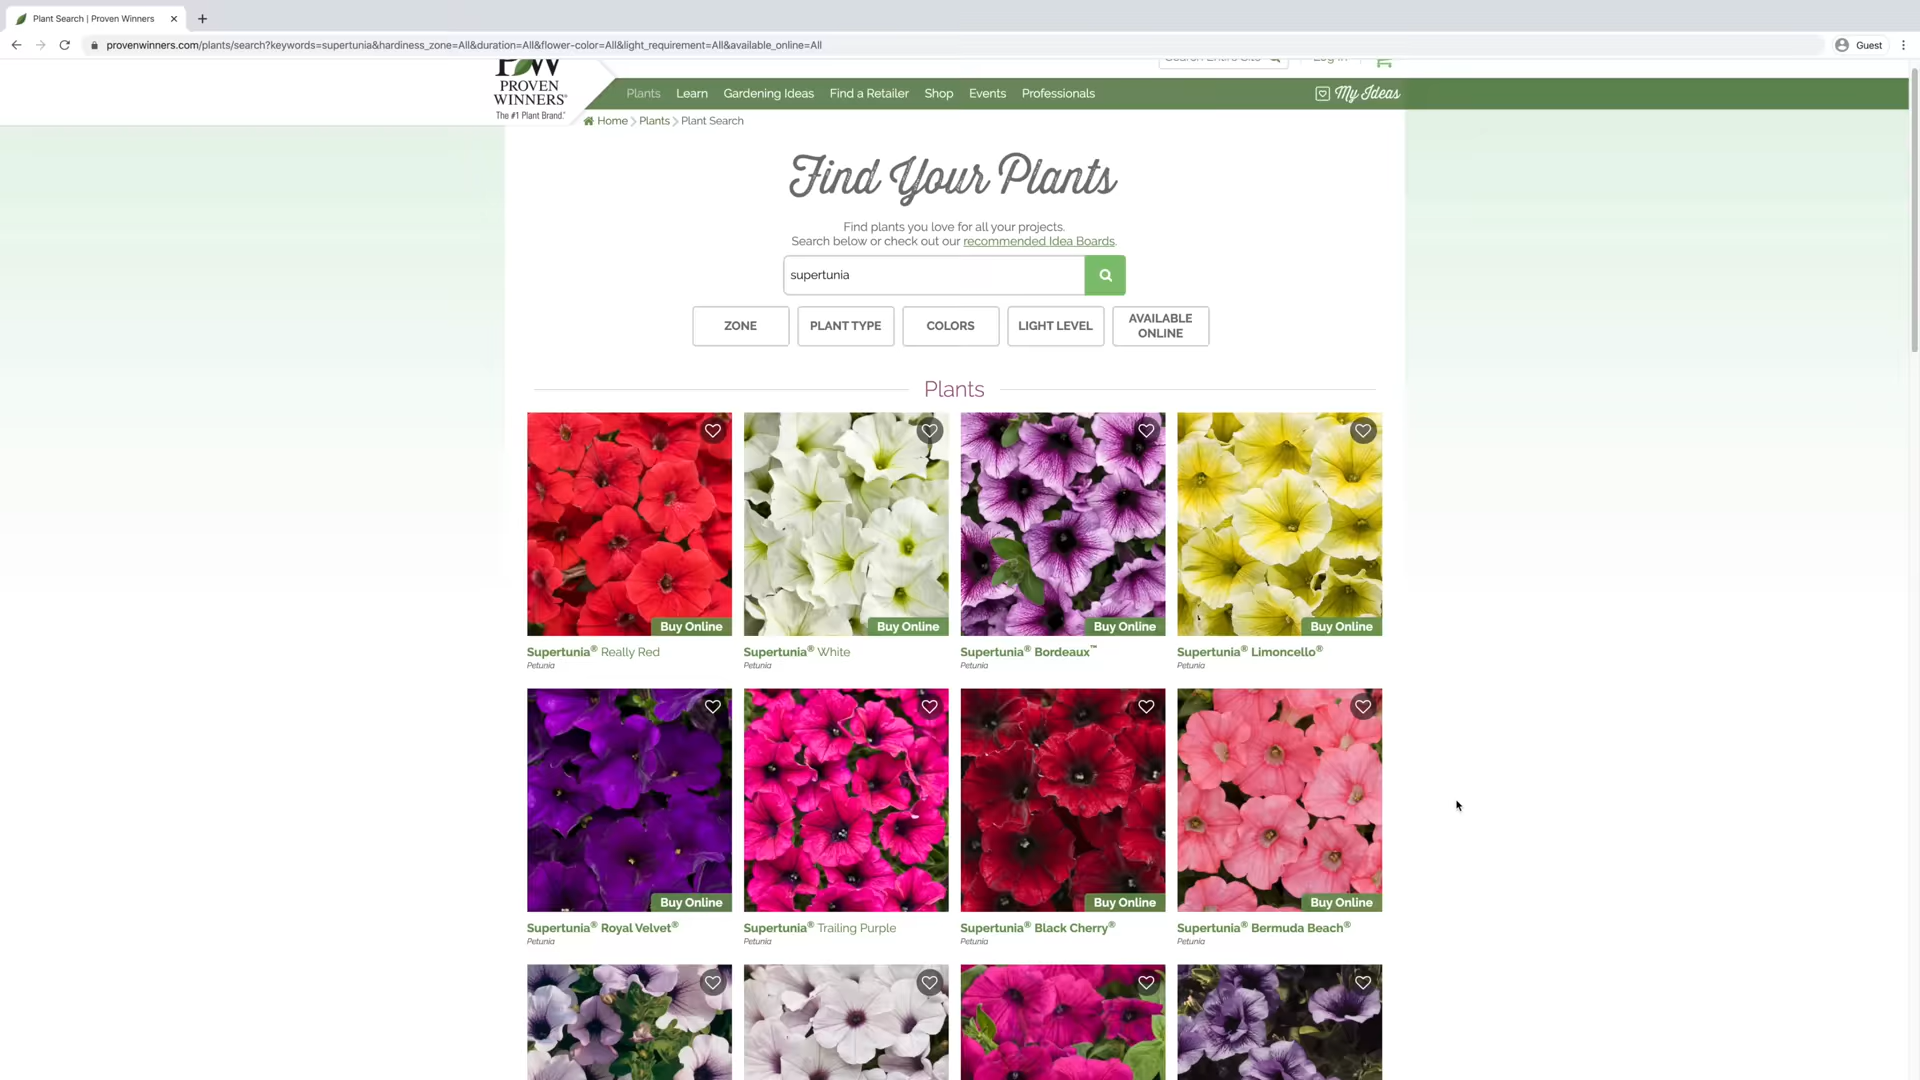 Plant Search | Proven Winners
provenwinners.com/plants/search?keywords=supertunia&hardiness_zone=All&duration=All&flower-color=All&light_requirement=All&available_online=All
Guest
Search Entire Site
Log In
PW
PROVEN
WINNERS®
The #1 Plant Brand.®
Plants
Learn
Gardening Ideas
Find a Retailer
Shop
Events
Professionals
My Ideas
Home > Plants > Plant Search
Find Your Plants
Find plants you love for all your projects.
Search below or check out our recommended Idea Boards.
supertunia
ZONE
PLANT TYPE
COLORS
LIGHT LEVEL
AVAILABLE
ONLINE
Plants
Buy Online
Buy Online
Buy Online
Buy Online
Supertunia® Really Red
Petunia
Supertunia® White
Petunia
Supertunia® Bordeaux™
Petunia
Supertunia® Limoncello®
Petunia
Buy Online
Buy Online
Buy Online
Supertunia® Royal Velvet®
Petunia
Supertunia® Trailing Purple
Petunia
Supertunia® Black Cherry®
Petunia
Supertunia® Bermuda Beach®
Petunia